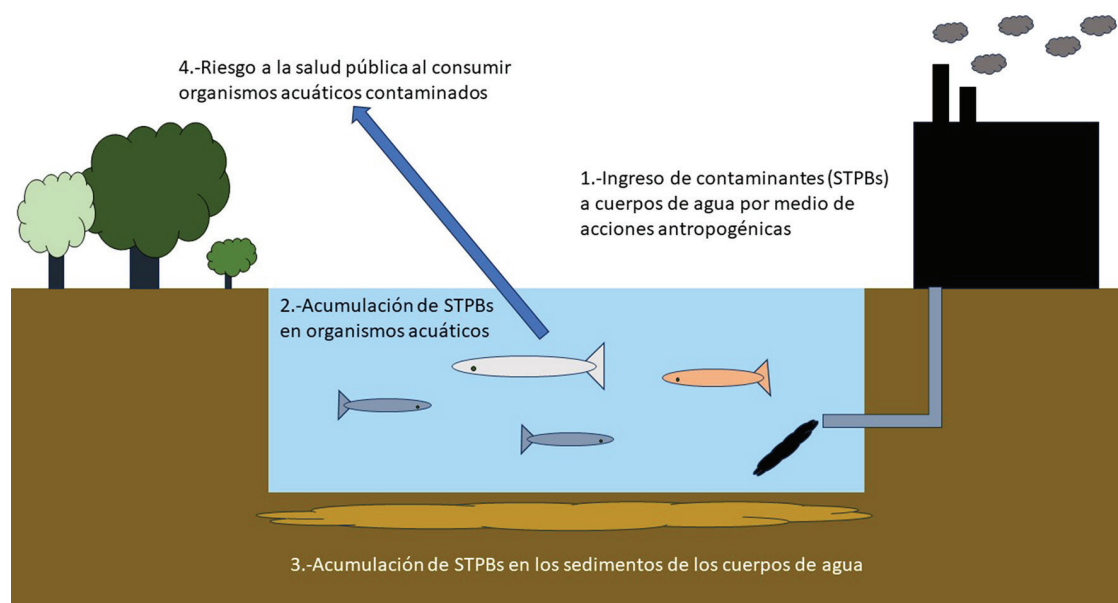 4.-Riesgo a la salud pública al consumir
organismos acuáticos contaminados
1.-Ingreso de contaminantes (STPBs)
a cuerpos de agua por medio de
acciones antropogénicas
2.-Acumulación de STPBs
en organismos acuáticos
3.-Acumulación de STPBs en los sedimentos de los cuerpos de agua